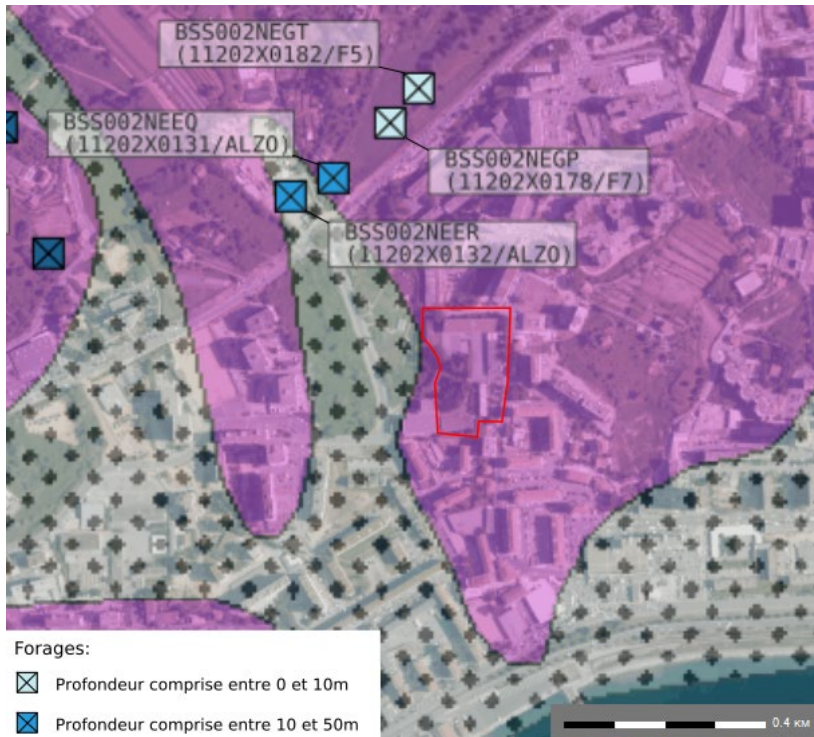 BSS002NEGT
(11202X0182/F5)
BSS002NEEQ
(11202X0131/ALZO)
BSS002NEGP
(11202X0178/F7)
BSS002NEER
(11202X0132/ALZO)
Forages:
Profondeur comprise entre 0 et 10m
Profondeur comprise entre 10 et 50m
0.4 км